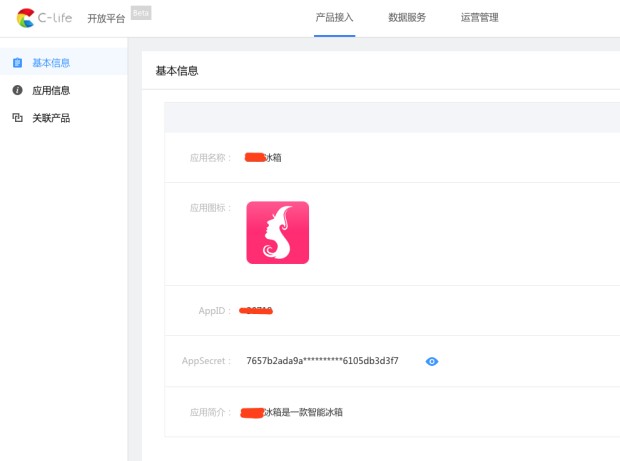 C-life 开放平台 Beta 产品接入 数据服务 运营管理
基本信息
应用信息
关联产品
基本信息
应用名称： 冰箱
应用图标：
AppID：
AppSecret： 7657b2ada9a**********6105db3d3f7
应用简介： 冰箱是一款智能冰箱